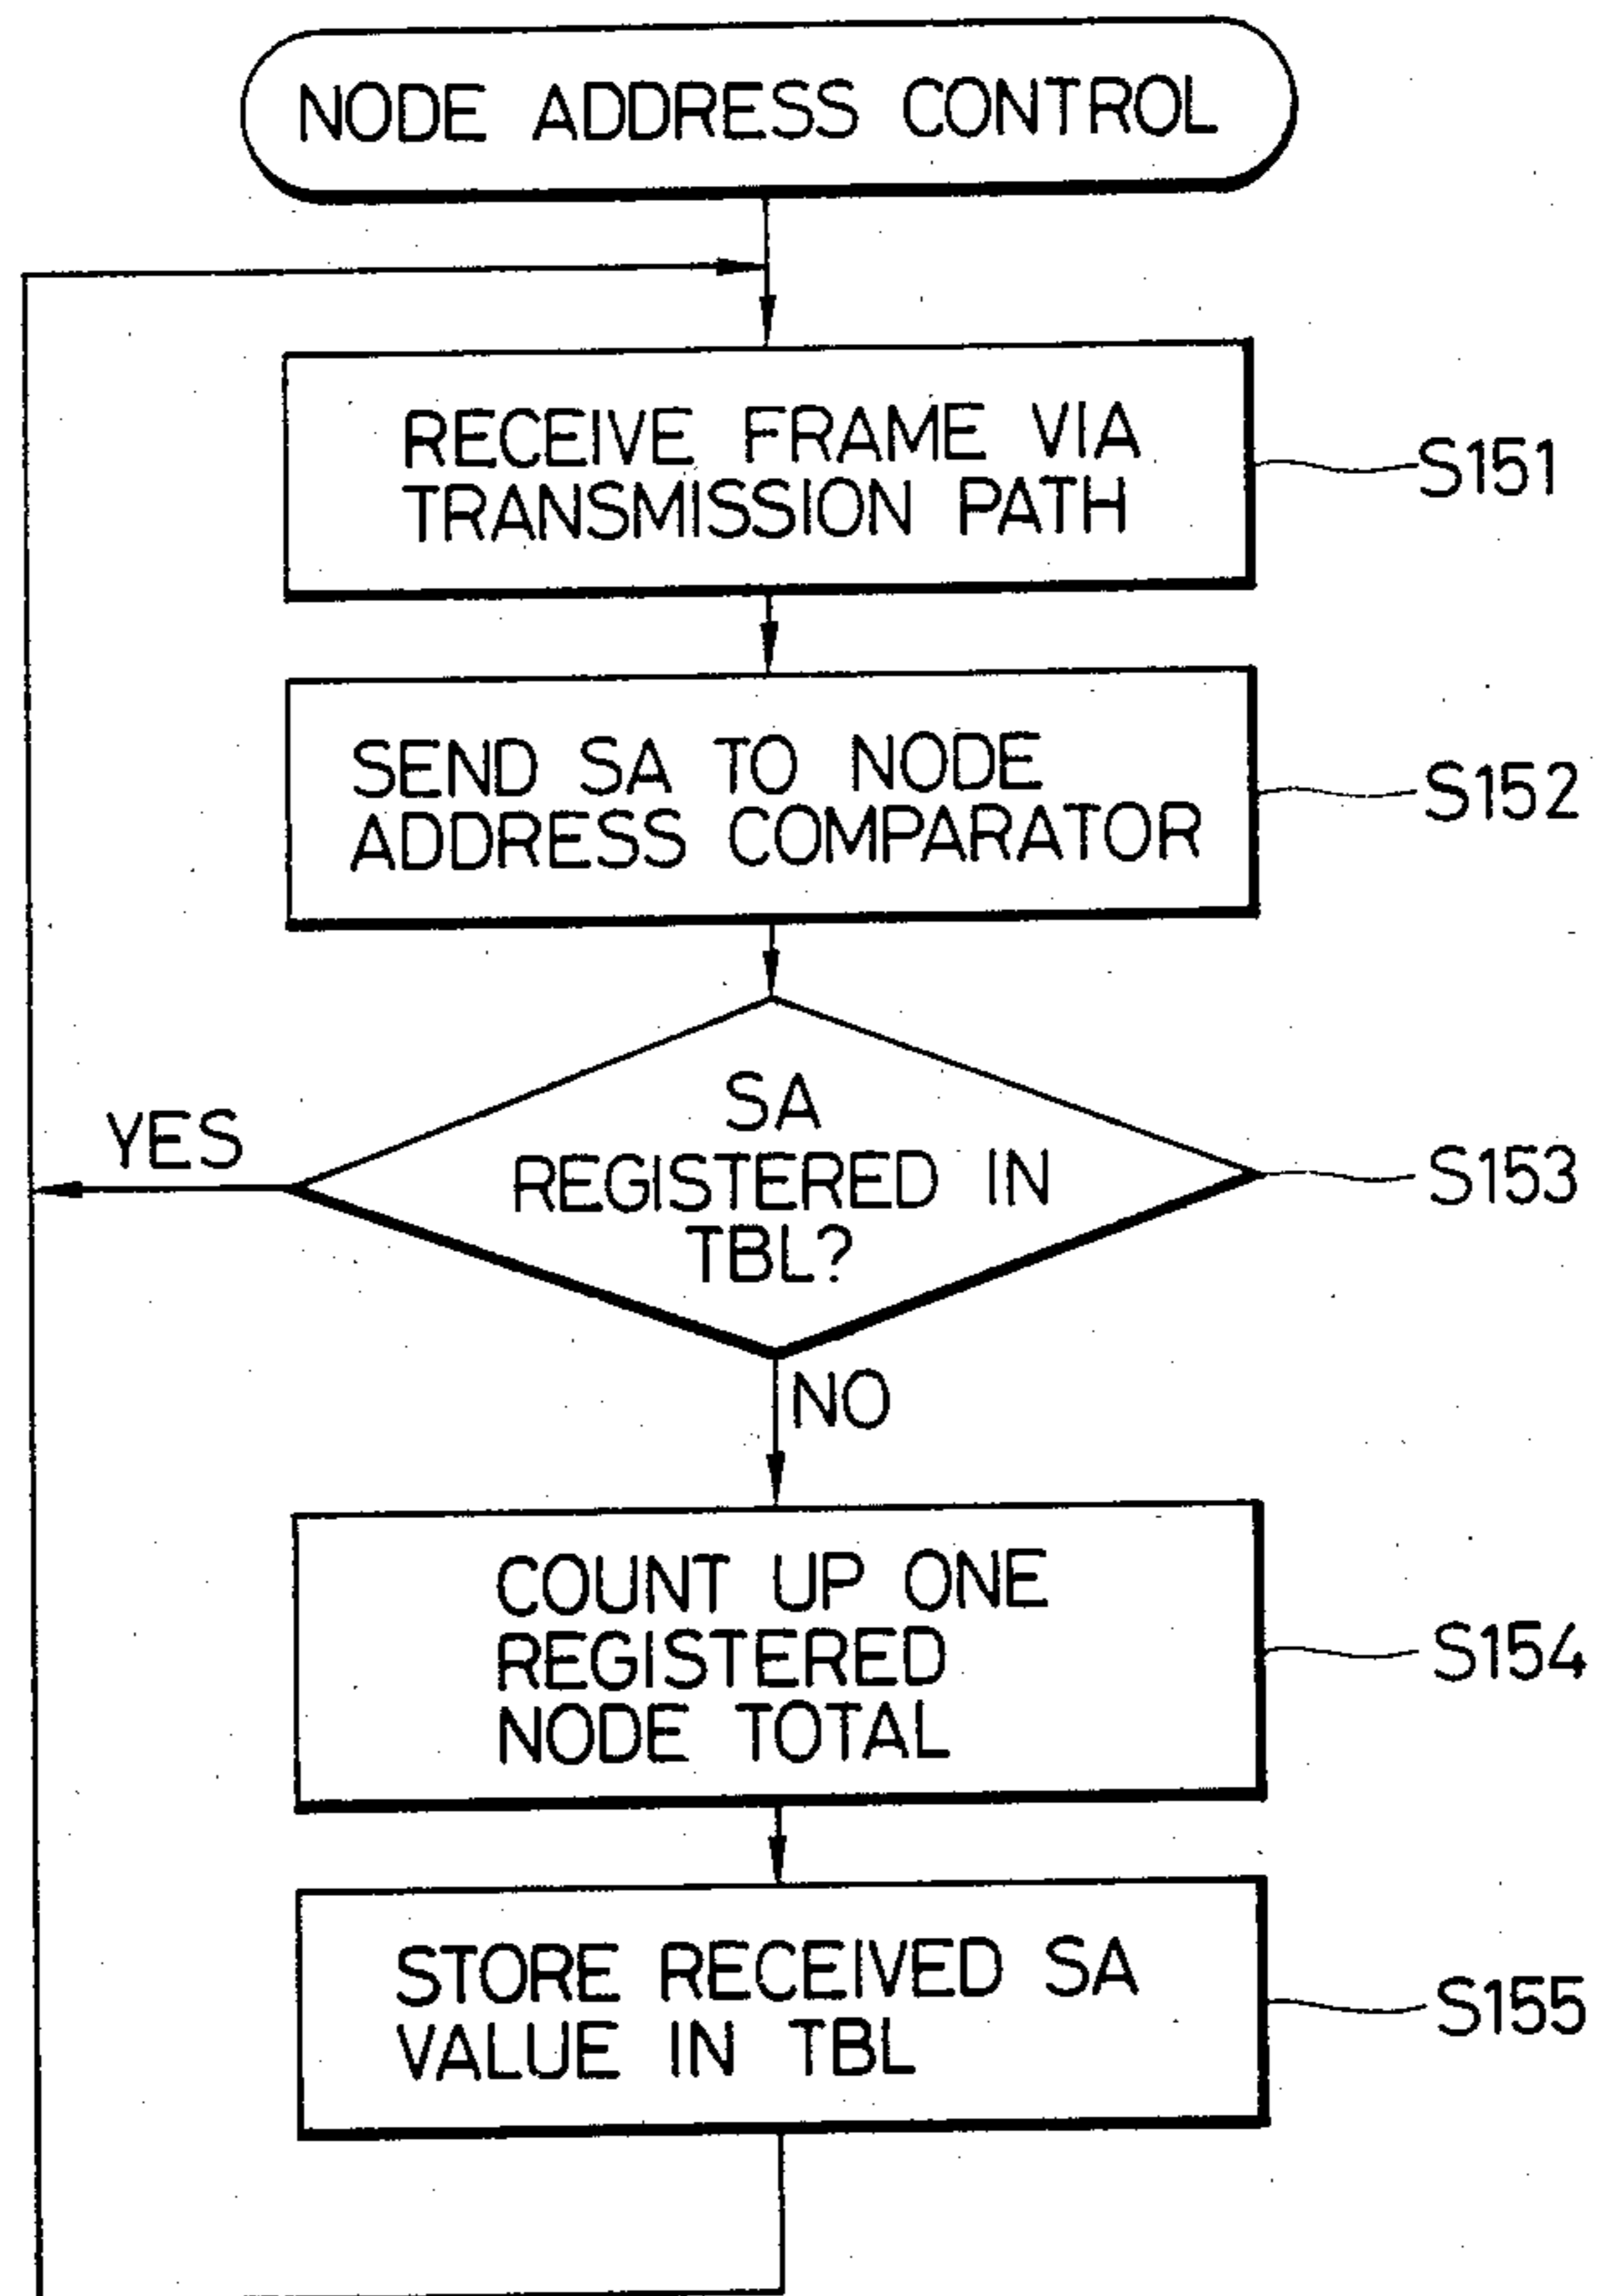 NODE ADDRESS CONTROL
RECEIVE FRAME VIA
TRANSMISSION PATH
S151
SEND SA TO NODE
ADDRESS COMPARATOR
S152
SA
REGISTERED IN
TBL?
S153
YES
NO
COUNT UP ONE
REGISTERED
NODE TOTAL
S154
STORE RECEIVED SA
VALUE IN TBL
S155